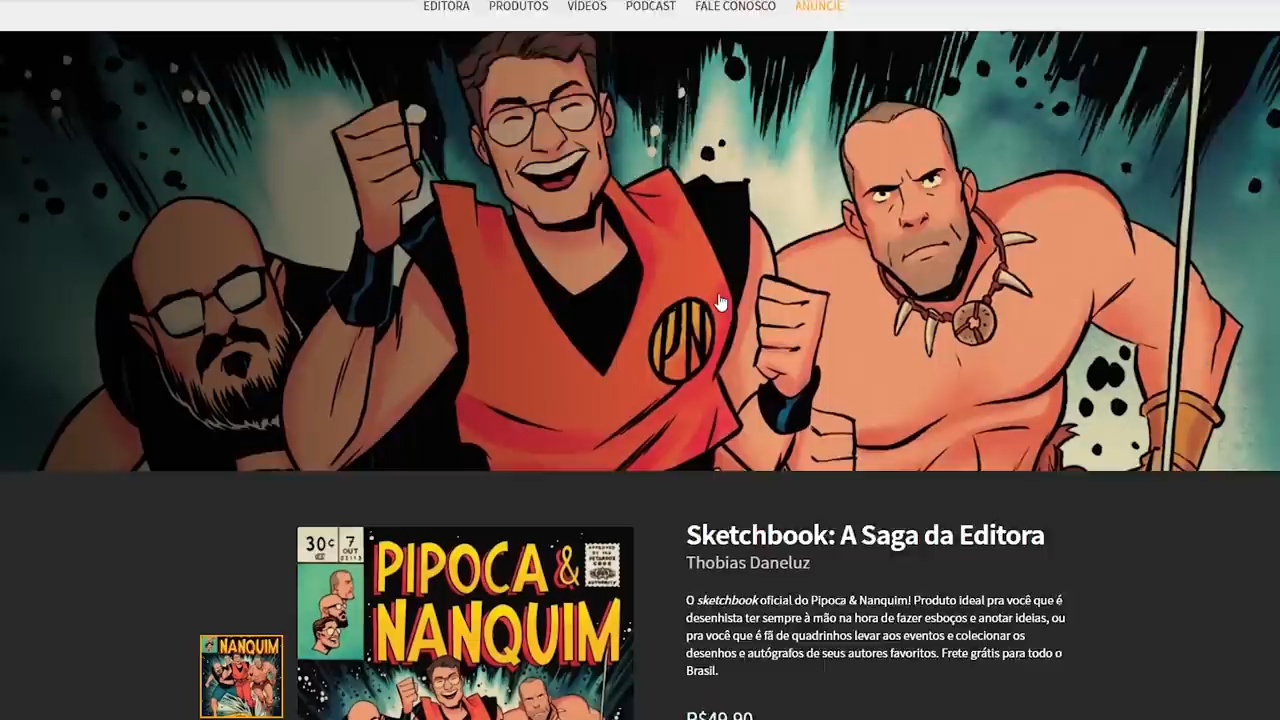 EDITORA PRODUTOS VÍDEOS PODCAST FALE CONOSCO ANUNCIE
PN
Sketchbook: A Saga da Editora
Thobias Daneluz
O sketchbook oficial do Pipoca & Nanquim! Produto ideal pra você que é
desenhista ter sempre à mão na hora de fazer esboços e anotar ideias, ou
pra você que é fã de quadrinhos levar aos eventos e colecionar os
desenhos e autógrafos de seus autores favoritos. Frete grátis para todo o
Brasil.
R$49,90
30¢
7
OUT
PIPOCA &
NANQUIM
NANQUIM